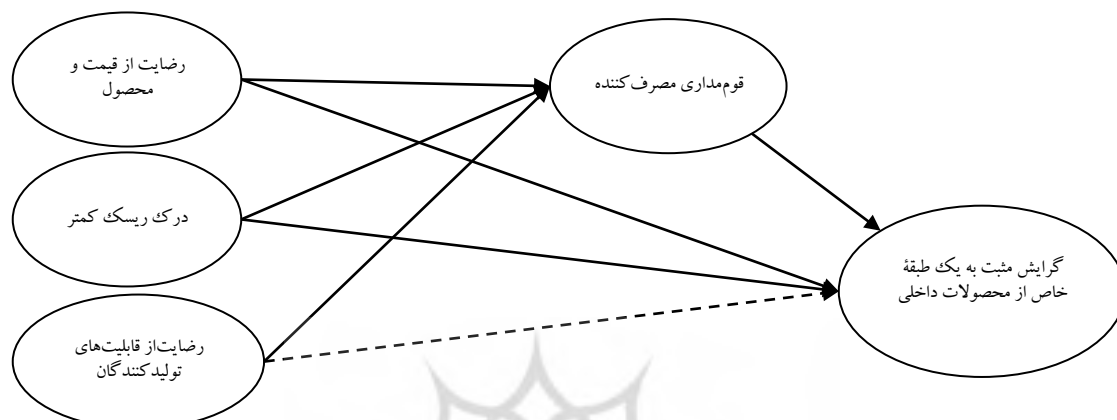 رضایت از قیمت و
محصول
قوم‌مداری مصرف‌کننده
درک ریسک کمتر
گرایش مثبت به یک طبقۀ
خاص از محصولات داخلی
رضایت‌از قابلیت‌های
تولیدکنندگان